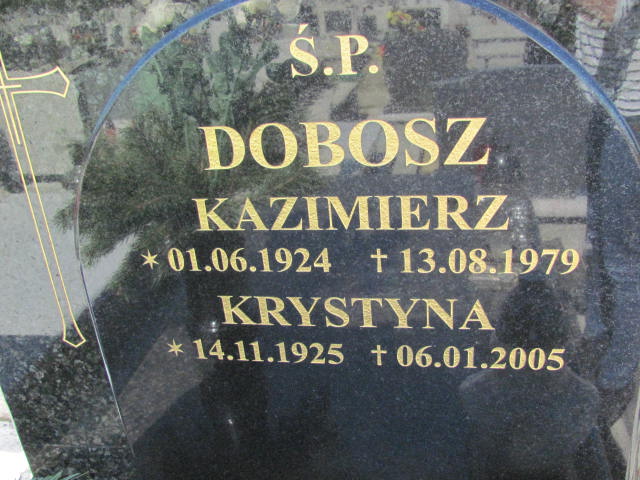 Ś.P.
DOBOSZ
KAZIMIERZ
✶ 01.06.1924 † 13.08.1979
KRYSTYNA
✶ 14.11.1925 † 06.01.2005